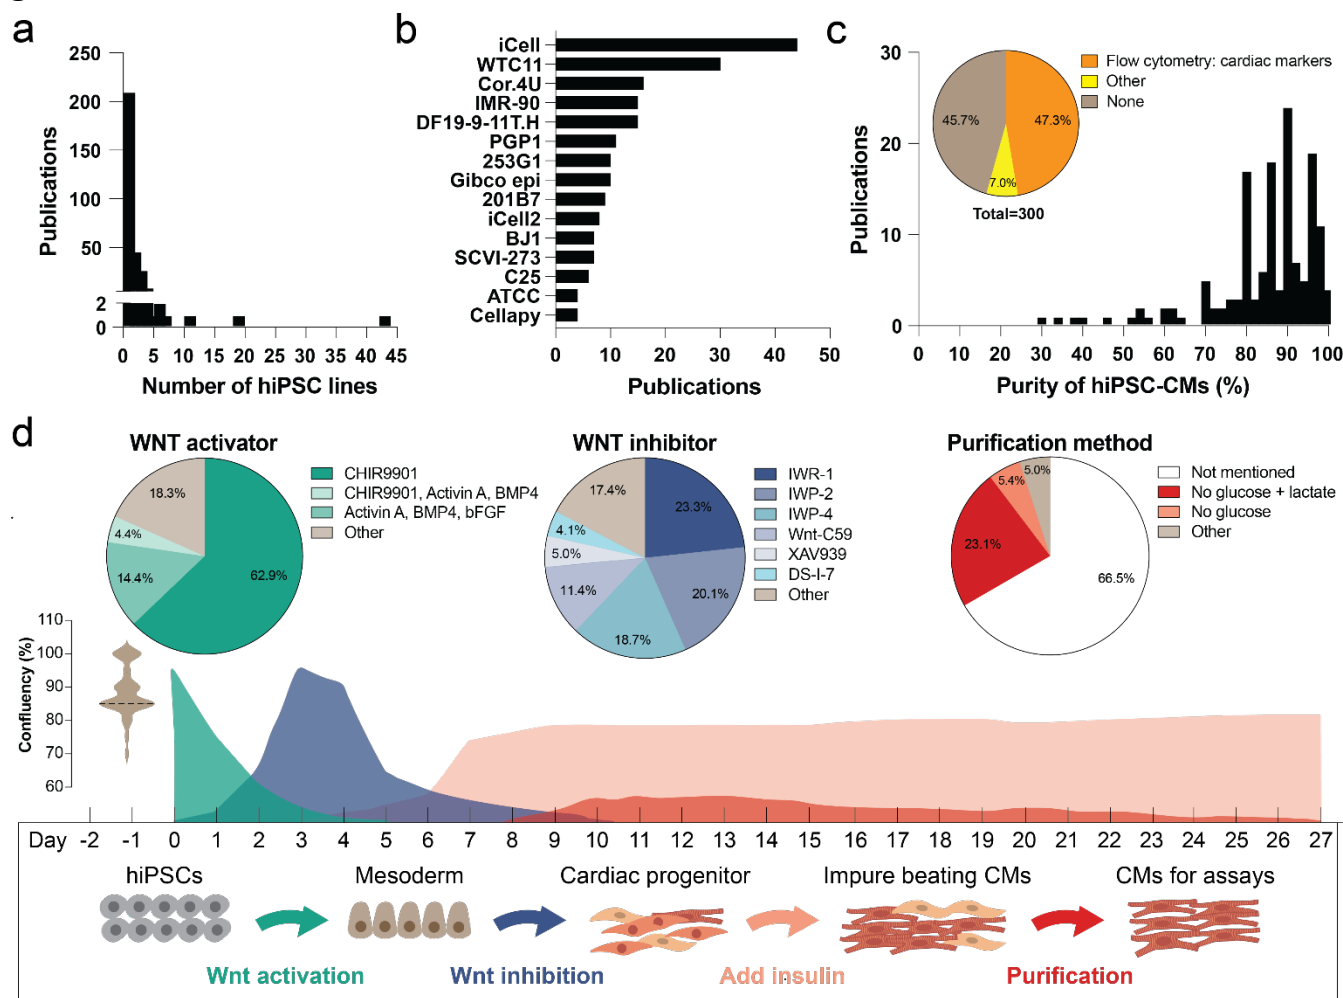 a
250
200
150
100
50
2
0
Publications
0 5 10 15 20 25 30 35 40 45
Number of hiPSC lines
b
iCell
WTC11
Cor.4U
IMR-90
DF19-9-11T.H
PGP1
253G1
Gibco epi
201B7
iCell2
BJ1
SCVI-273
C25
ATCC
Cellapy
0 10 20 30 40 50
Publications
c
30
20
10
0
Publications
45.7%
47.3%
7.0%
Total=300
Flow cytometry: cardiac markers
Other
None
0 10 20 30 40 50 60 70 80 90 100
Purity of hiPSC-CMs (%)
d
WNT activator
18.3%
4.4%
14.4%
62.9%
CHIR9901
CHIR9901, Activin A, BMP4
Activin A, BMP4, bFGF
Other
WNT inhibitor
17.4%
23.3%
4.1%
5.0%
11.4%
20.1%
18.7%
IWR-1
IWP-2
IWP-4
Wnt-C59
XAV939
DS-I-7
Other
Purification method
5.0%
5.4%
23.1%
66.5%
Not mentioned
No glucose + lactate
No glucose
Other
110
100
90
80
70
60
Confluency (%)
Day -2 -1 0 1 2 3 4 5 6 7 8 9 10 11 12 13 14 15 16 17 18 19 20 21 22 23 24 25 26 27
hiPSCs
Mesoderm
Cardiac progenitor
Impure beating CMs
CMs for assays
Wnt activation
Wnt inhibition
Add insulin
Purification